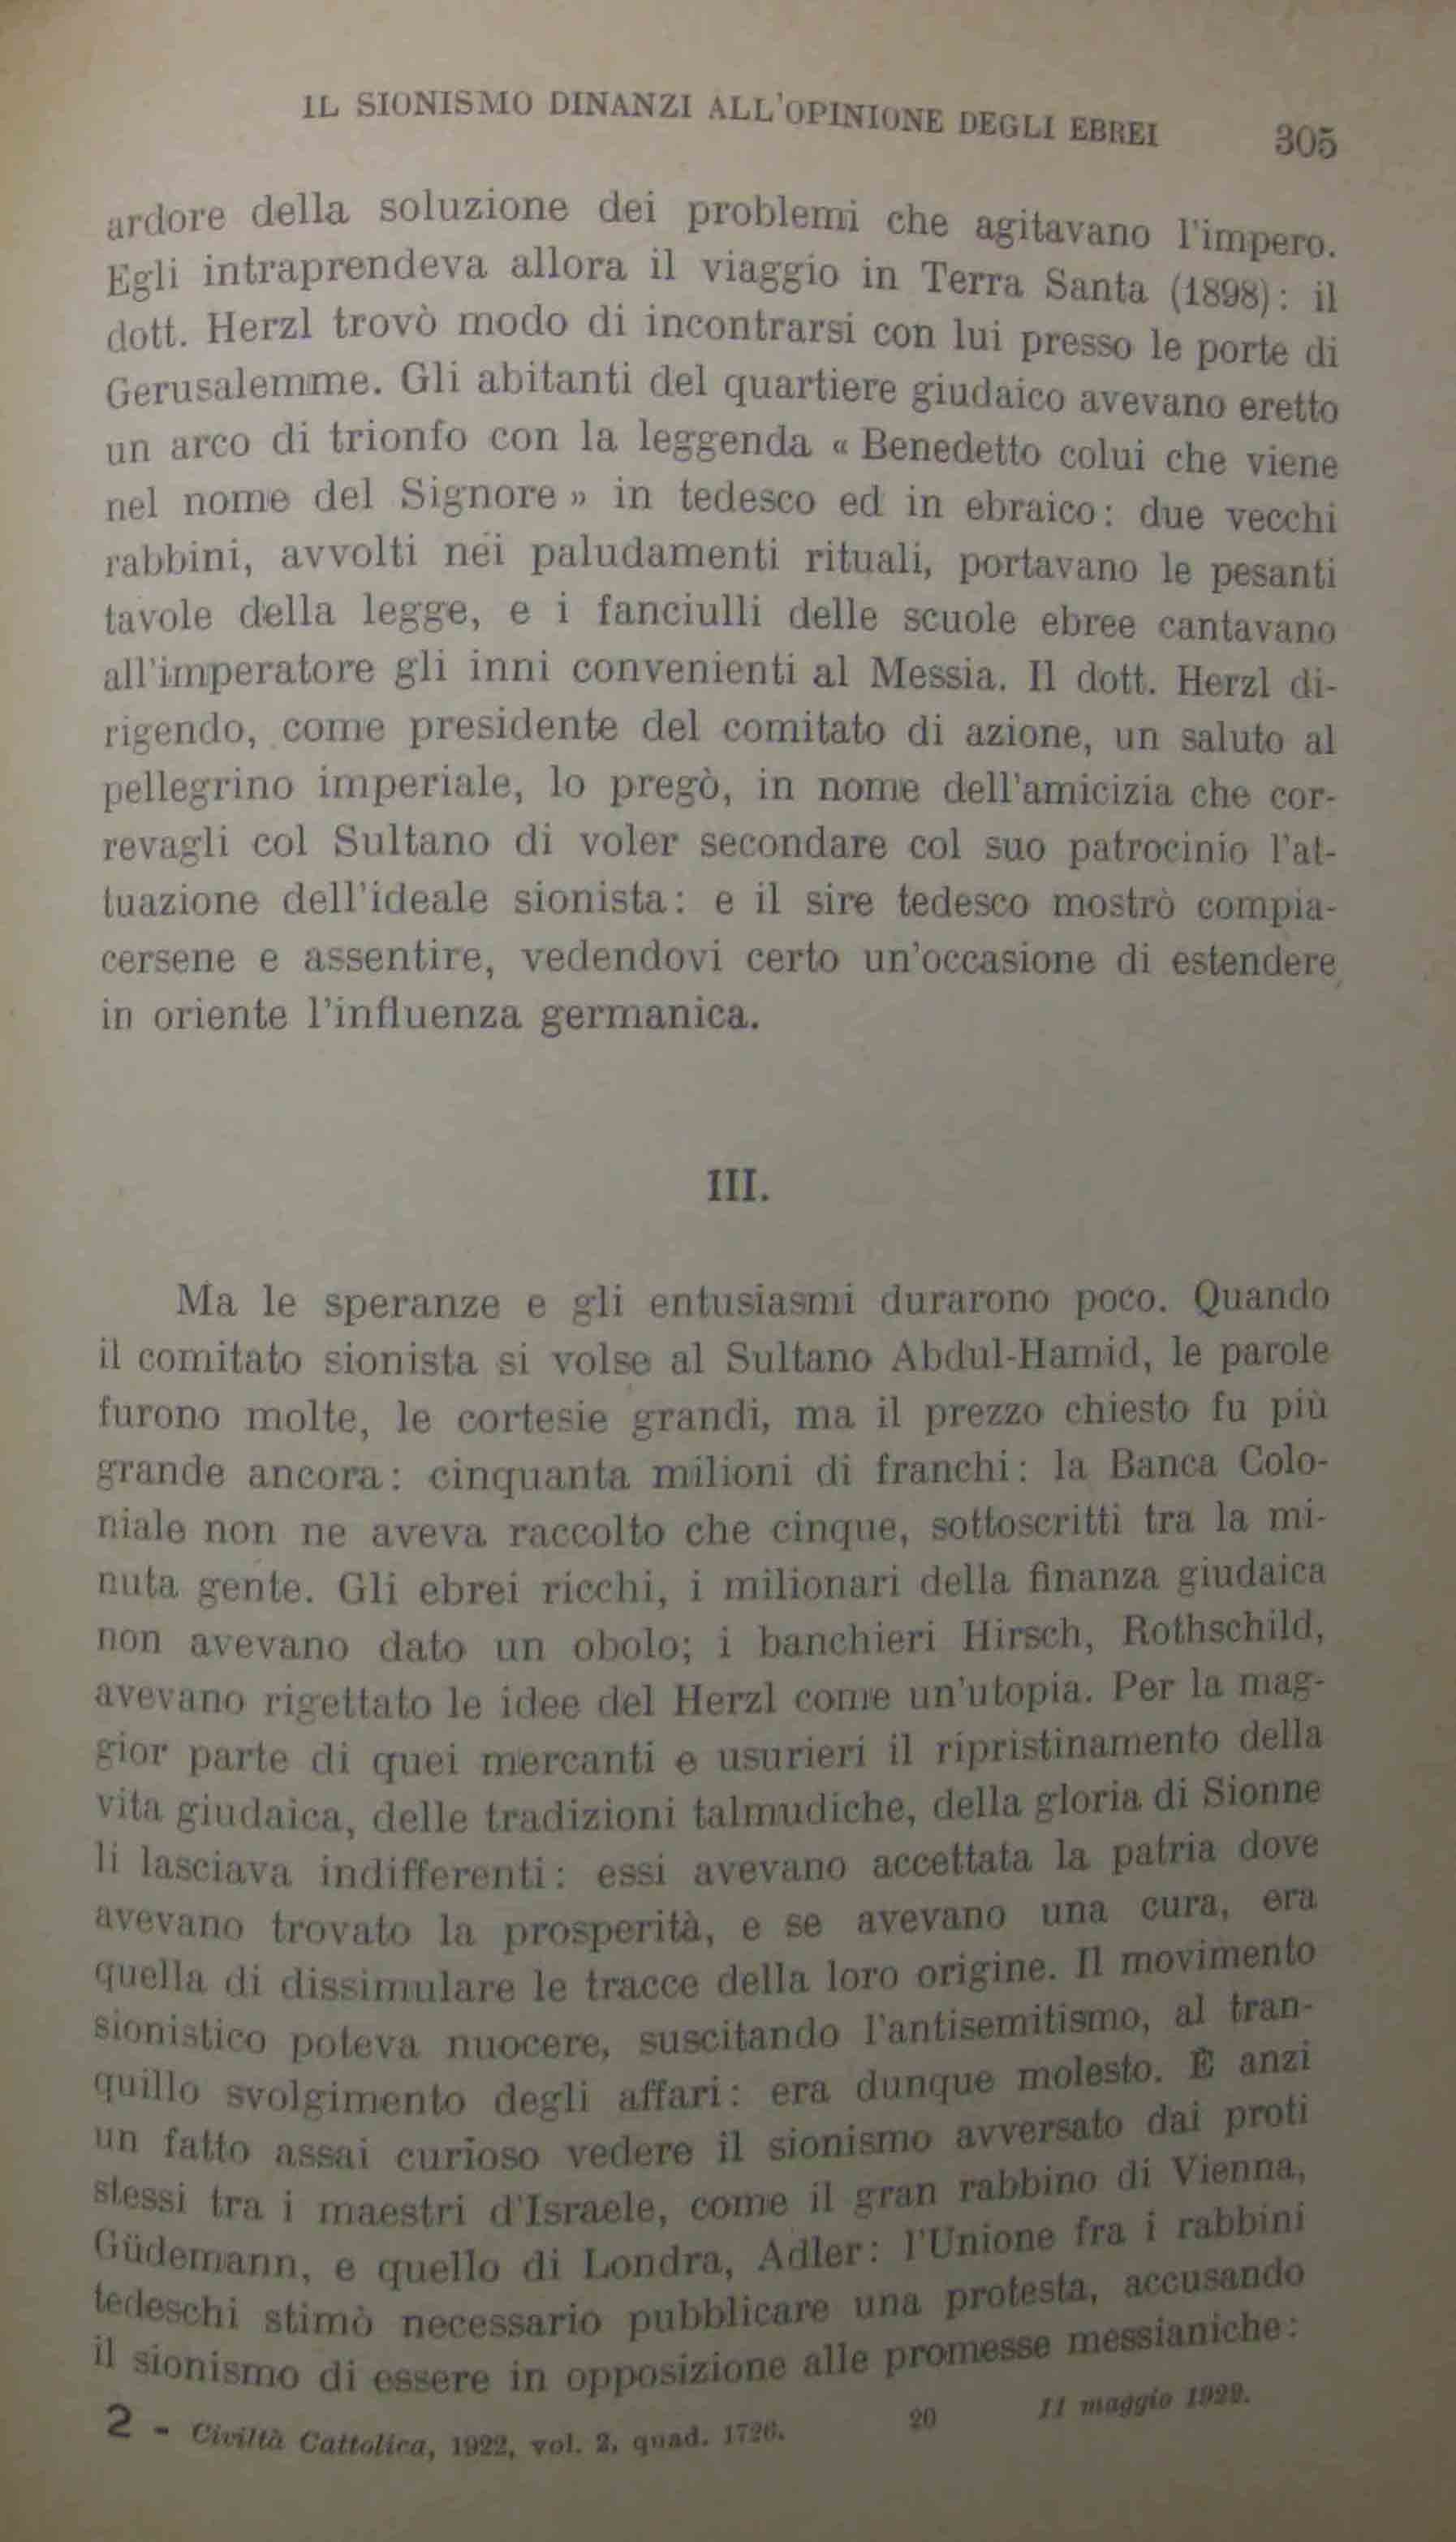 IL SIONISMO DINANZI ALL'OPINIONE DEGLI EBREI 305
ardore della soluzione dei problemi che agitavano l'impero.
Egli intraprendeva allora il viaggio in Terra Santa (1898): il
dott. Herzl trovò modo di incontrarsi con lui presso le porte di
Gerusalemme. Gli abitanti del quartiere giudaico avevano eretto
un arco di trionfo con la leggenda « Benedetto colui che viene
nel nome del Signore » in tedesco ed in ebraico: due vecchi
rabbini, avvolti nei paludamenti rituali, portavano le pesanti
tavole della legge, e i fanciulli delle scuole ebree cantavano
all'imperatore gli inni convenienti al Messia. Il dott. Herzl di-
rigendo, come presidente del comitato di azione, un saluto al
pellegrino imperiale, lo pregò, in nome dell'amicizia che cor-
revagli col Sultano di voler secondare col suo patrocinio l'at-
tuazione dell'ideale sionista: e il sire tedesco mostrò compia-
cersene e assentire, vedendovi certo un'occasione di estendere
in oriente l'influenza germanica.
III.
Ma le speranze e gli entusiasmi durarono poco. Quando
il comitato sionista si volse al Sultano Abdul-Hamid, le parole
furono molte, le cortesie grandi, ma il prezzo chiesto fu più
grande ancora: cinquanta milioni di franchi: la Banca Colo-
niale non ne aveva raccolto che cinque, sottoscritti tra la mi-
nuta gente. Gli ebrei ricchi, i milionari della finanza giudaica
non avevano dato un obolo; i banchieri Hirsch, Rothschild,
avevano rigettato le idee del Herzl come un'utopia. Per la mag-
gior parte di quei mercanti e usurieri il ripristinamento della
vita giudaica, delle tradizioni talmudiche, della gloria di Sionne
li lasciava indifferenti: essi avevano accettata la patria dove
avevano trovato la prosperità, e se avevano una cura, era
quella di dissimulare le tracce della loro origine. Il movimento
sionistico poteva nuocere, suscitando l'antisemitismo, al tran-
quillo svolgimento degli affari: era dunque molesto. È anzi
un fatto assai curioso vedere il sionismo avversato dai proti
stessi tra i maestri d'Israele, come il gran rabbino di Vienna,
Güdemann, e quello di Londra, Adler: l'Unione fra i rabbini
tedeschi stimò necessario pubblicare una protesta, accusando
il sionismo di essere in opposizione alle promesse messianiche:
2 - Civiltà Cattolica, 1922, vol. 2, quad. 1726. 20 11 maggio 1922.